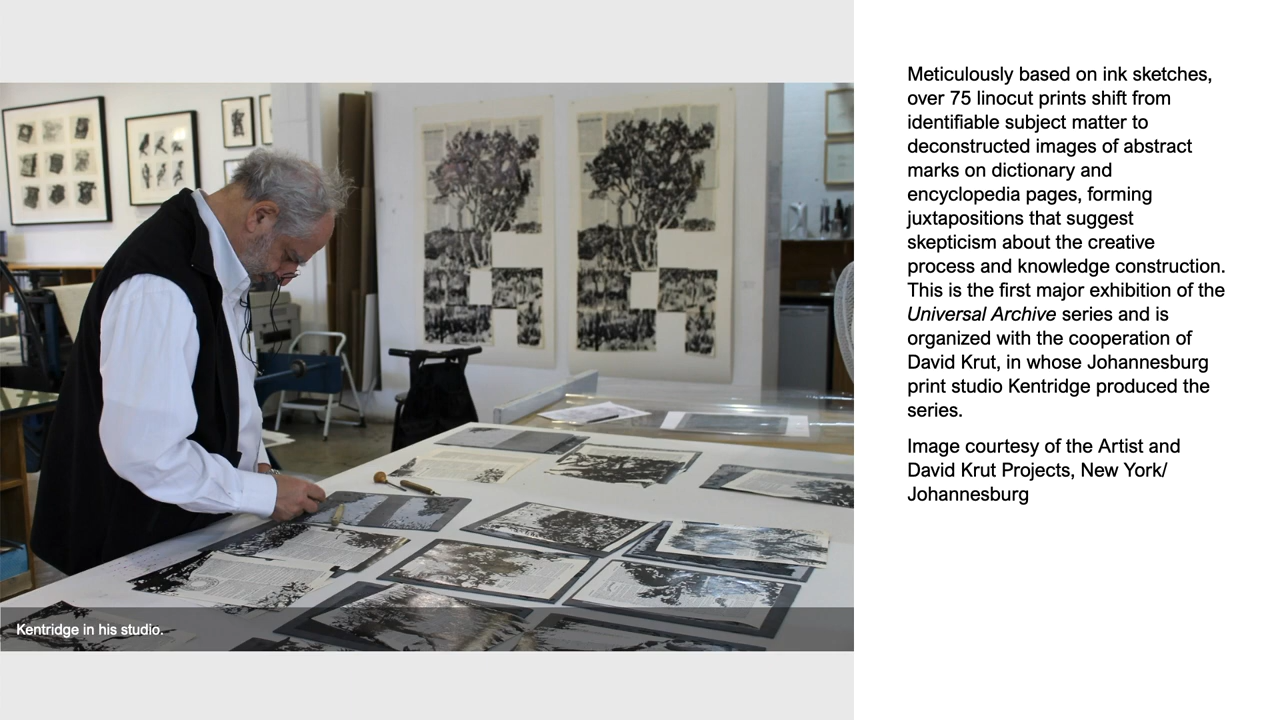 Meticulously based on ink sketches,
over 75 linocut prints shift from
identifiable subject matter to
deconstructed images of abstract
marks on dictionary and
encyclopedia pages, forming
juxtapositions that suggest
skepticism about the creative
process and knowledge construction.
This is the first major exhibition of the
Universal Archive series and is
organized with the cooperation of
David Krut, in whose Johannesburg
print studio Kentridge produced the
series.
Image courtesy of the Artist and
David Krut Projects, New York/
Johannesburg
Kentridge in his studio.